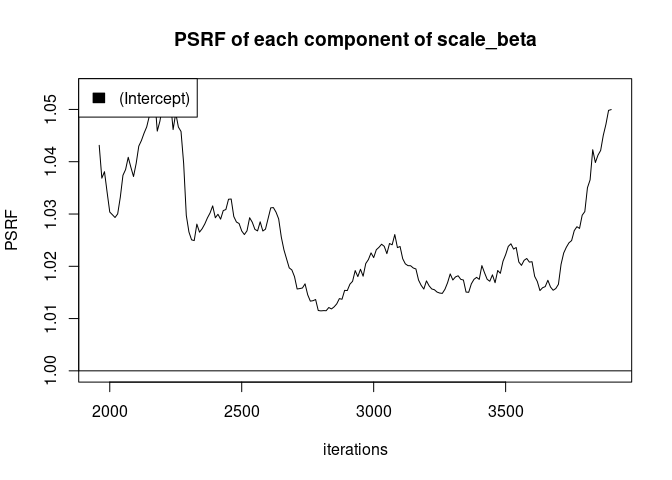 PSRF of each component of scale_beta
(Intercept)
PSRF
1.05
1.04
1.03
1.02
1.01
1.00
2000
2500
3000
3500
iterations